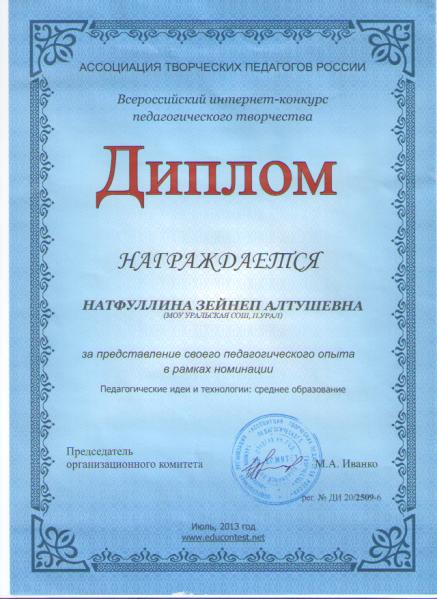 АССОЦИАЦИЯ ТВОРЧЕСКИХ ПЕДАГОГОВ РОССИИ
Всероссийский интернет-конкурс
педагогического творчества
Диплом
НАГРАЖДАЕТСЯ
НАТФУЛЛИНА ЗЕЙНЕП АЛТУШЕВНА
(МОУ УРАЛЬСКАЯ СОШ, П.УРАЛ)
за представление своего педагогического опыта
в рамках номинации
Педагогические идеи и технологии: среднее образование
Председатель
организационного комитета
М.А. Иванко
рег. № ДИ 20/2509-6
Июль, 2013 год
www.educontest.net